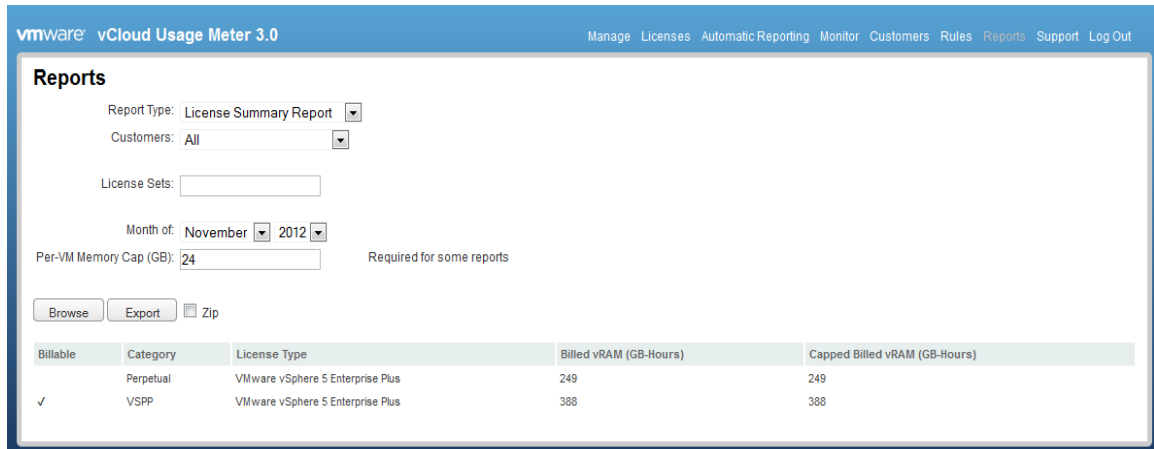 vmware vCloud Usage Meter 3.0
Manage Licenses Automatic Reporting Monitor Customers Rules Reports Support Log Out
Reports
Report Type: License Summary Report
Customers: All
License Sets:
Month of: November 2012
Per-VM Memory Cap (GB): 24 Required for some reports
Browse Export Zip
Billable Category License Type Billed vRAM (GB-Hours) Capped Billed vRAM (GB-Hours)
Perpetual VMware vSphere 5 Enterprise Plus 249 249
✓ VSPP VMware vSphere 5 Enterprise Plus 388 388